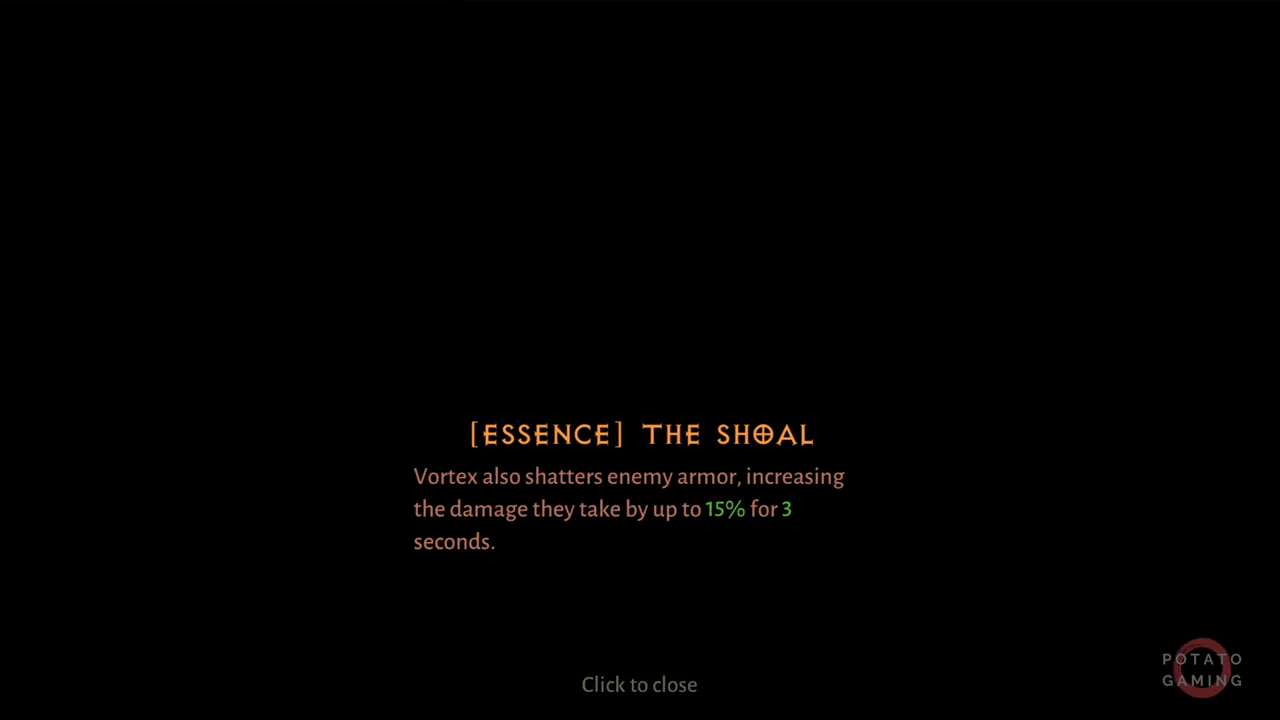 [ESSENCE] THE SHOAL
Vortex also shatters enemy armor, increasing
the damage they take by up to 15% for 3
seconds.
Click to close
POTATO
GAMING